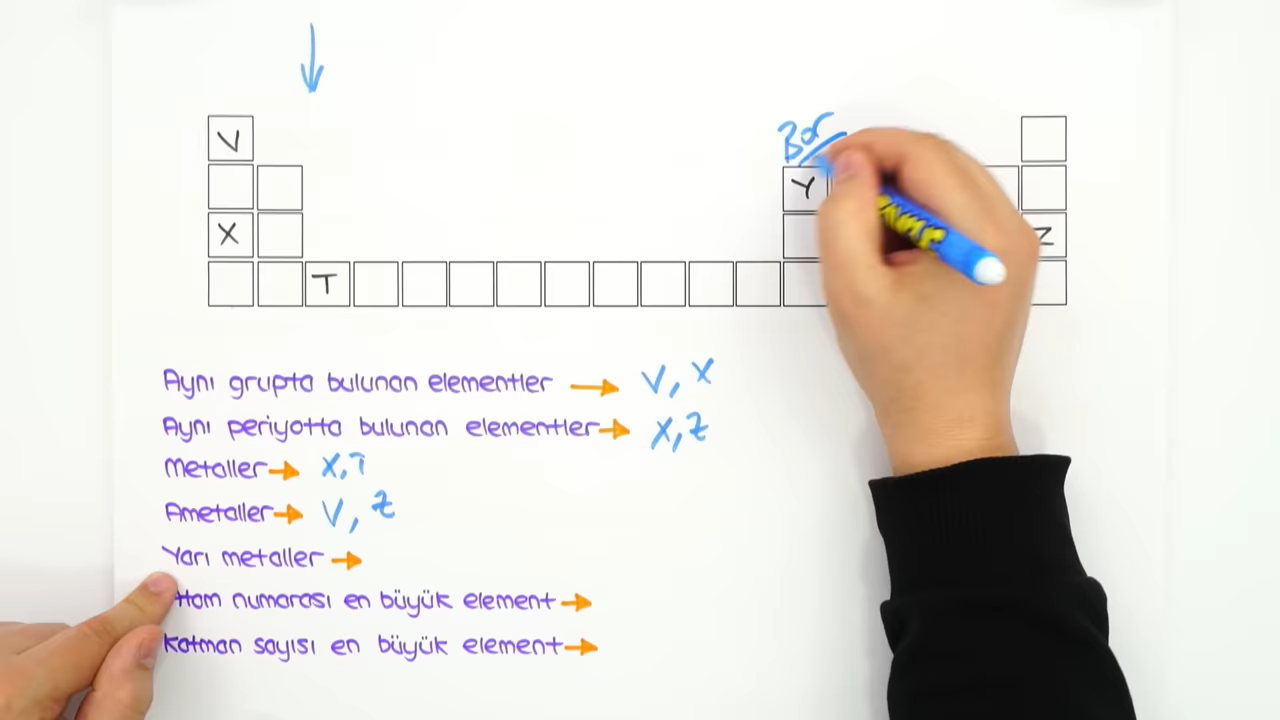 Bor
V
Y
X
Z
T
Aynı grupta bulunan elementler → V, X
Aynı periyotta bulunan elementler → X, Z
Metaller → X, T
Ametaller → V, Z
Yarı metaller →
Atom numarası en büyük element →
Katman sayısı en büyük element →